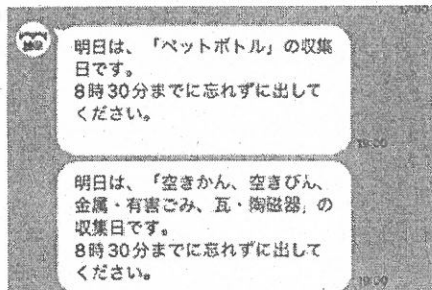 明日は、「ペットボトル」の収集
日です。
8時30分までに忘れずに出して
ください。
19:00
明日は、「空きかん、空きびん、
金属・有害ごみ、瓦・陶磁器」の
収集日です。
8時30分までに忘れずに出して
ください。
19:00